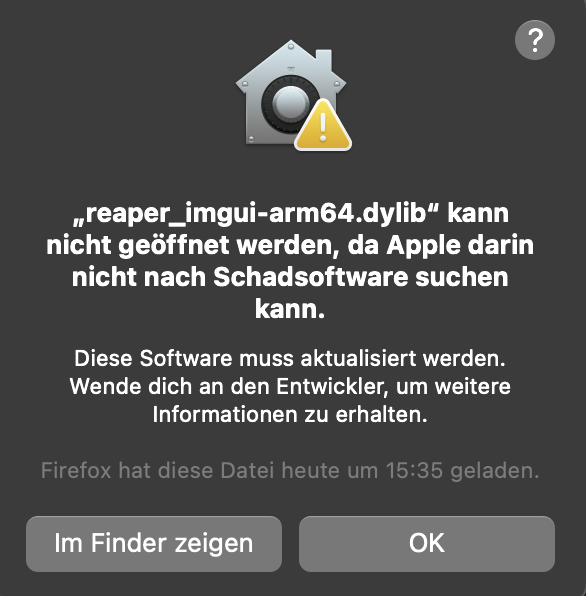 ?
„reaper_imgui-arm64.dylib“ kann
nicht geöffnet werden, da Apple darin
nicht nach Schadsoftware suchen
kann.
Diese Software muss aktualisiert werden.
Wende dich an den Entwickler, um weitere
Informationen zu erhalten.
Firefox hat diese Datei heute um 15:35 geladen.
Im Finder zeigen
OK